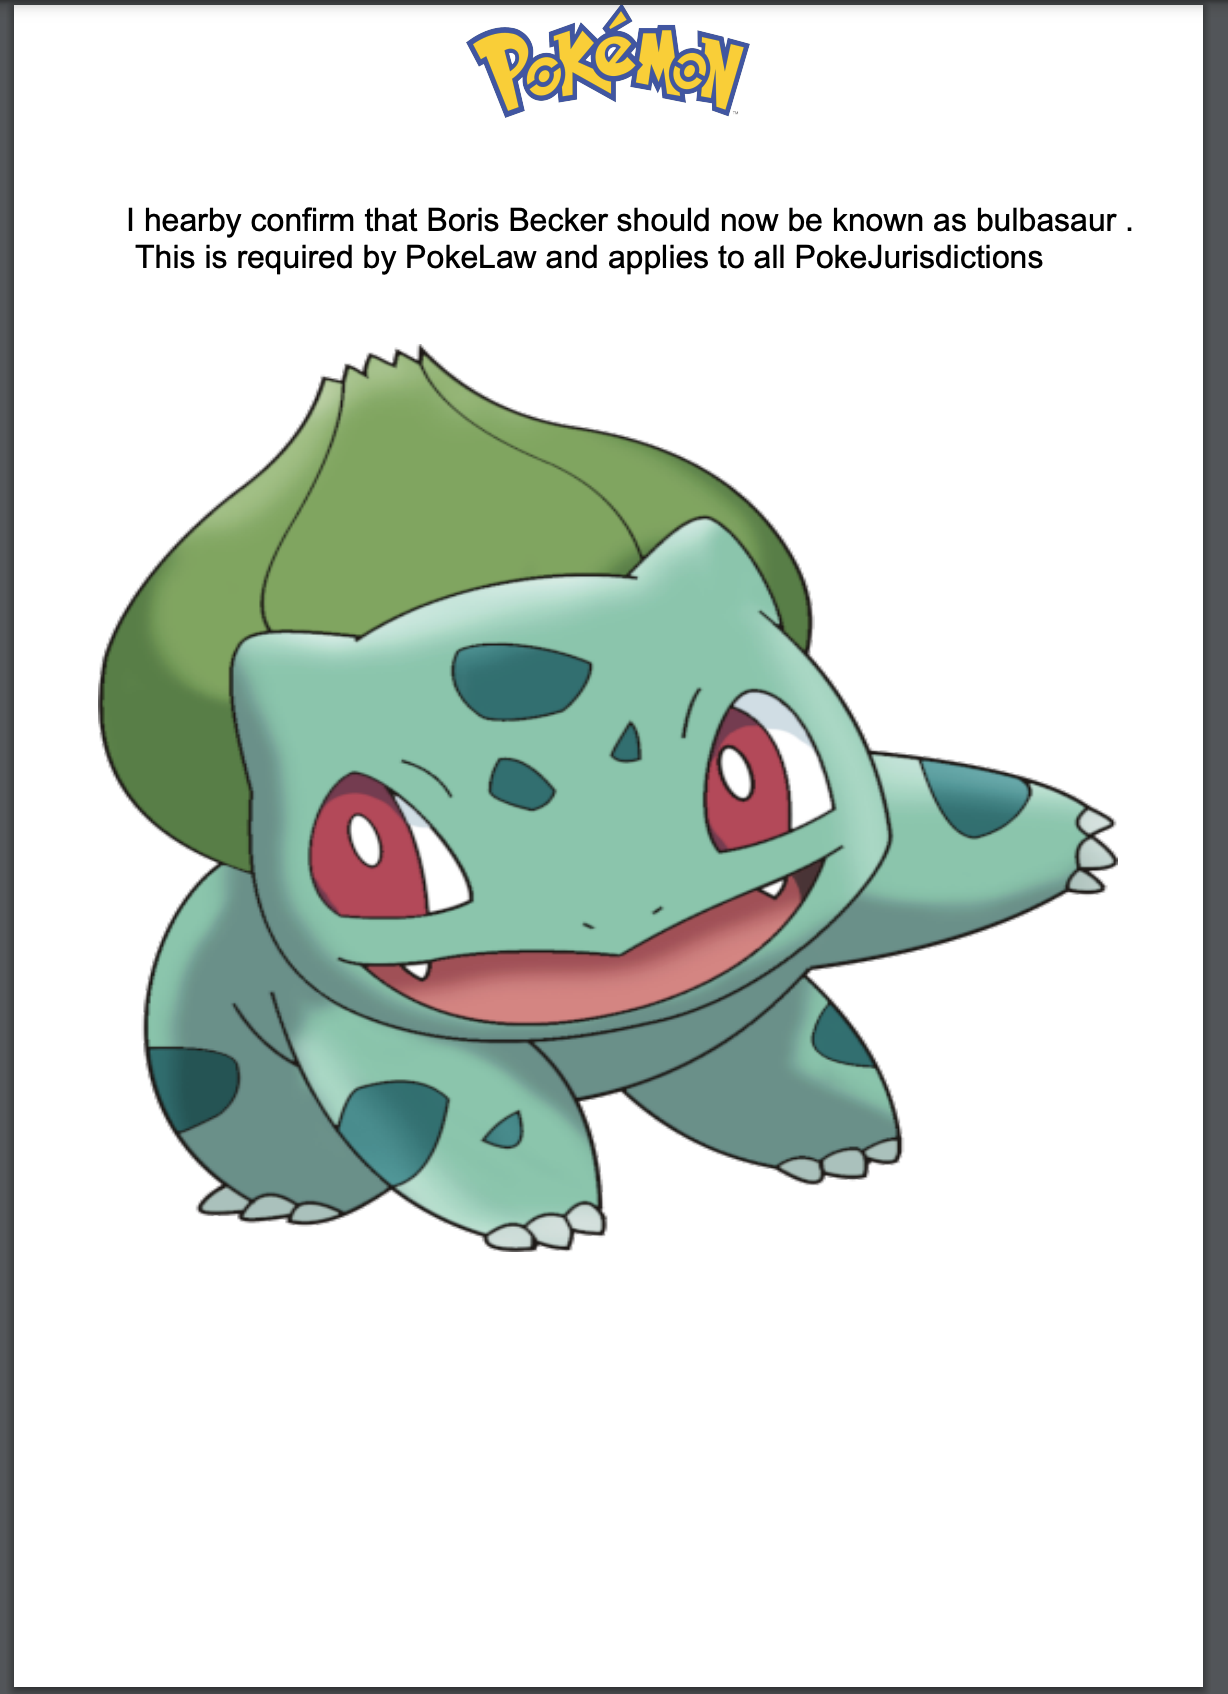 POKéMON
I hearby confirm that Boris Becker should now be known as bulbasaur .
This is required by PokeLaw and applies to all PokeJurisdictions